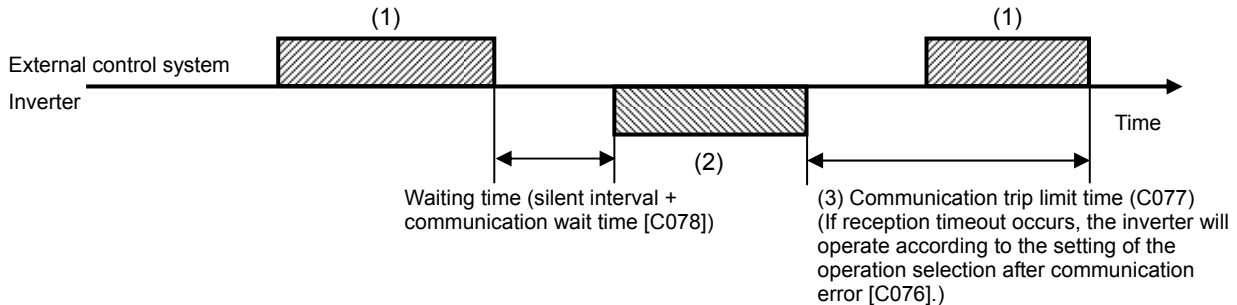 (1)
(1)
External control system
Inverter
Time
(2)
Waiting time (silent interval +
communication wait time [C078])
(3) Communication trip limit time (C077)
(If reception timeout occurs, the inverter will
operate according to the setting of the
operation selection after communication
error [C076].)